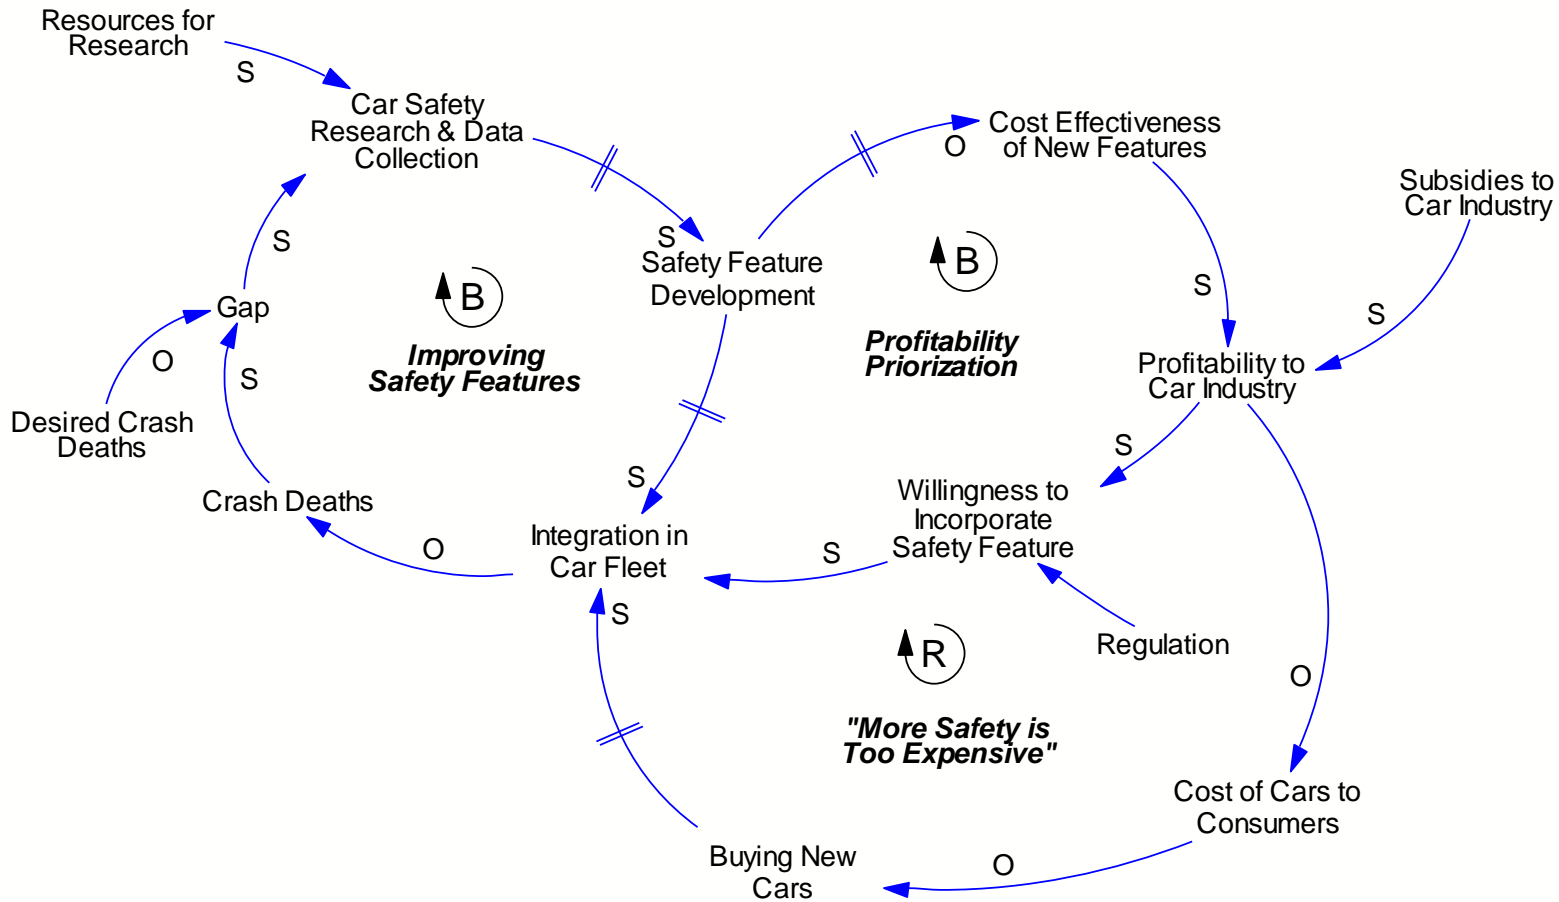 Resources for
Research
S
Car Safety
Research & Data
Collection
Cost Effectiveness
of New Features
O
Subsidies to
Car Industry
S
S
Safety Feature
Development
B
Improving
Safety Features
B
Profitability
Priorization
S
S
Gap
O
S
Desired Crash
Deaths
Profitability to
Car Industry
S
S
Crash Deaths
Willingness to
Incorporate
Safety Feature
Integration in
Car Fleet
O
S
S
Regulation
R
"More Safety is
Too Expensive"
O
Cost of Cars to
Consumers
Buying New
Cars
O